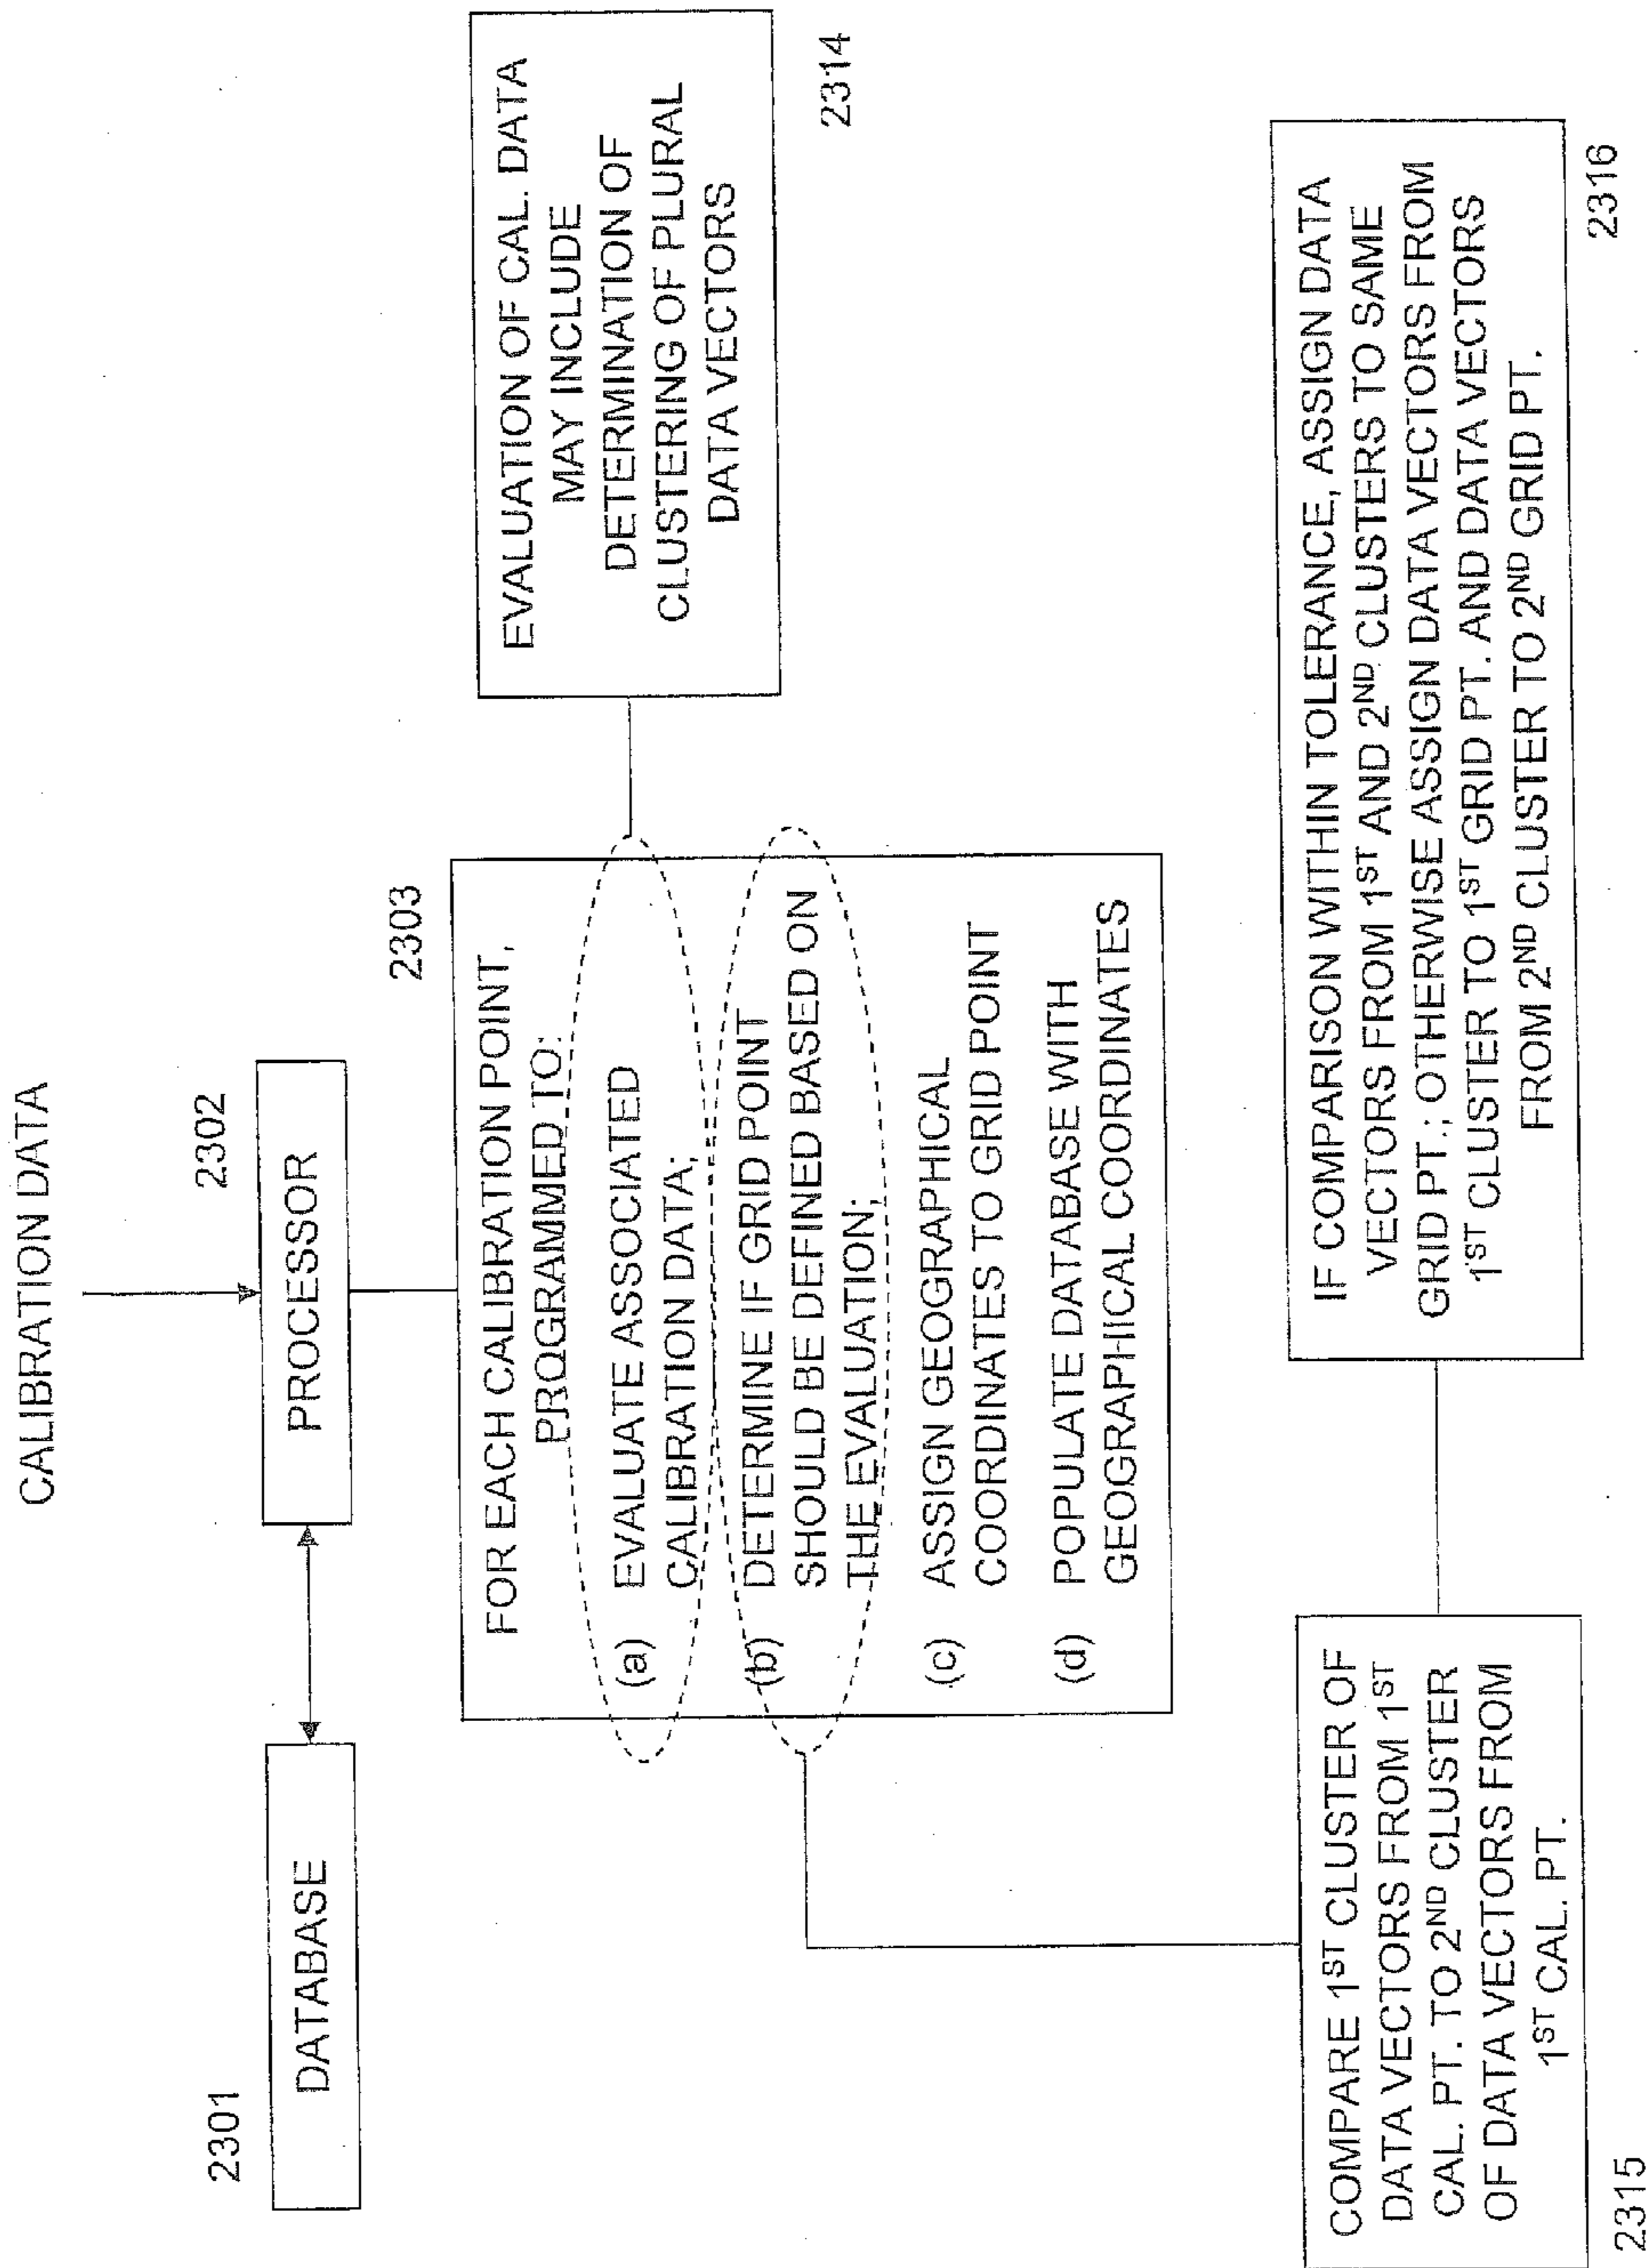 CALIBRATION DATA
2301
DATABASE
2302
PROCESSOR
2303
FOR EACH CALIBRATION POINT,
PROGRAMMED TO:
(a) EVALUATE ASSOCIATED
CALIBRATION DATA;
(b) DETERMINE IF GRID POINT
SHOULD BE DEFINED BASED ON
THE EVALUATION;
(c) ASSIGN GEOGRAPHICAL
COORDINATES TO GRID POINT
(d) POPULATE DATABASE WITH
GEOGRAPHICAL COORDINATES
EVALUATION OF CAL. DATA
MAY INCLUDE
DETERMINATION OF
CLUSTERING OF PLURAL
DATA VECTORS
2314
COMPARE 1ST CLUSTER OF
DATA VECTORS FROM 1ST
CAL. PT. TO 2ND CLUSTER
OF DATA VECTORS FROM
1ST CAL. PT.
2315
IF COMPARISON WITHIN TOLERANCE, ASSIGN DATA
VECTORS FROM 1ST AND 2ND CLUSTERS TO SAME
GRID PT.; OTHERWISE ASSIGN DATA VECTORS FROM
1ST CLUSTER TO 1ST GRID PT. AND DATA VECTORS
FROM 2ND CLUSTER TO 2ND GRID PT.
2316